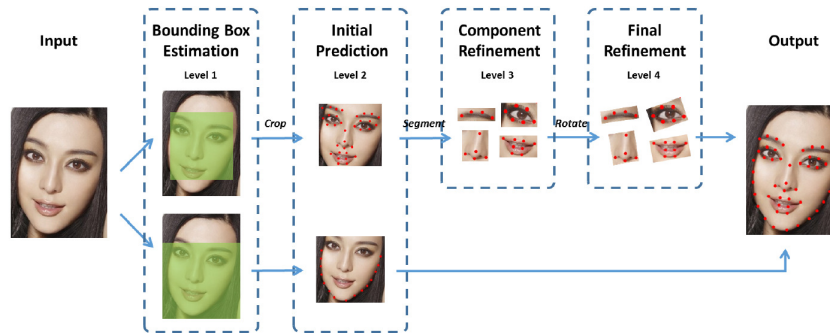 Input
Bounding Box
Estimation
Level 1
Crop
Initial
Prediction
Level 2
Segment
Component
Refinement
Level 3
Rotate
Final
Refinement
Level 4
Output